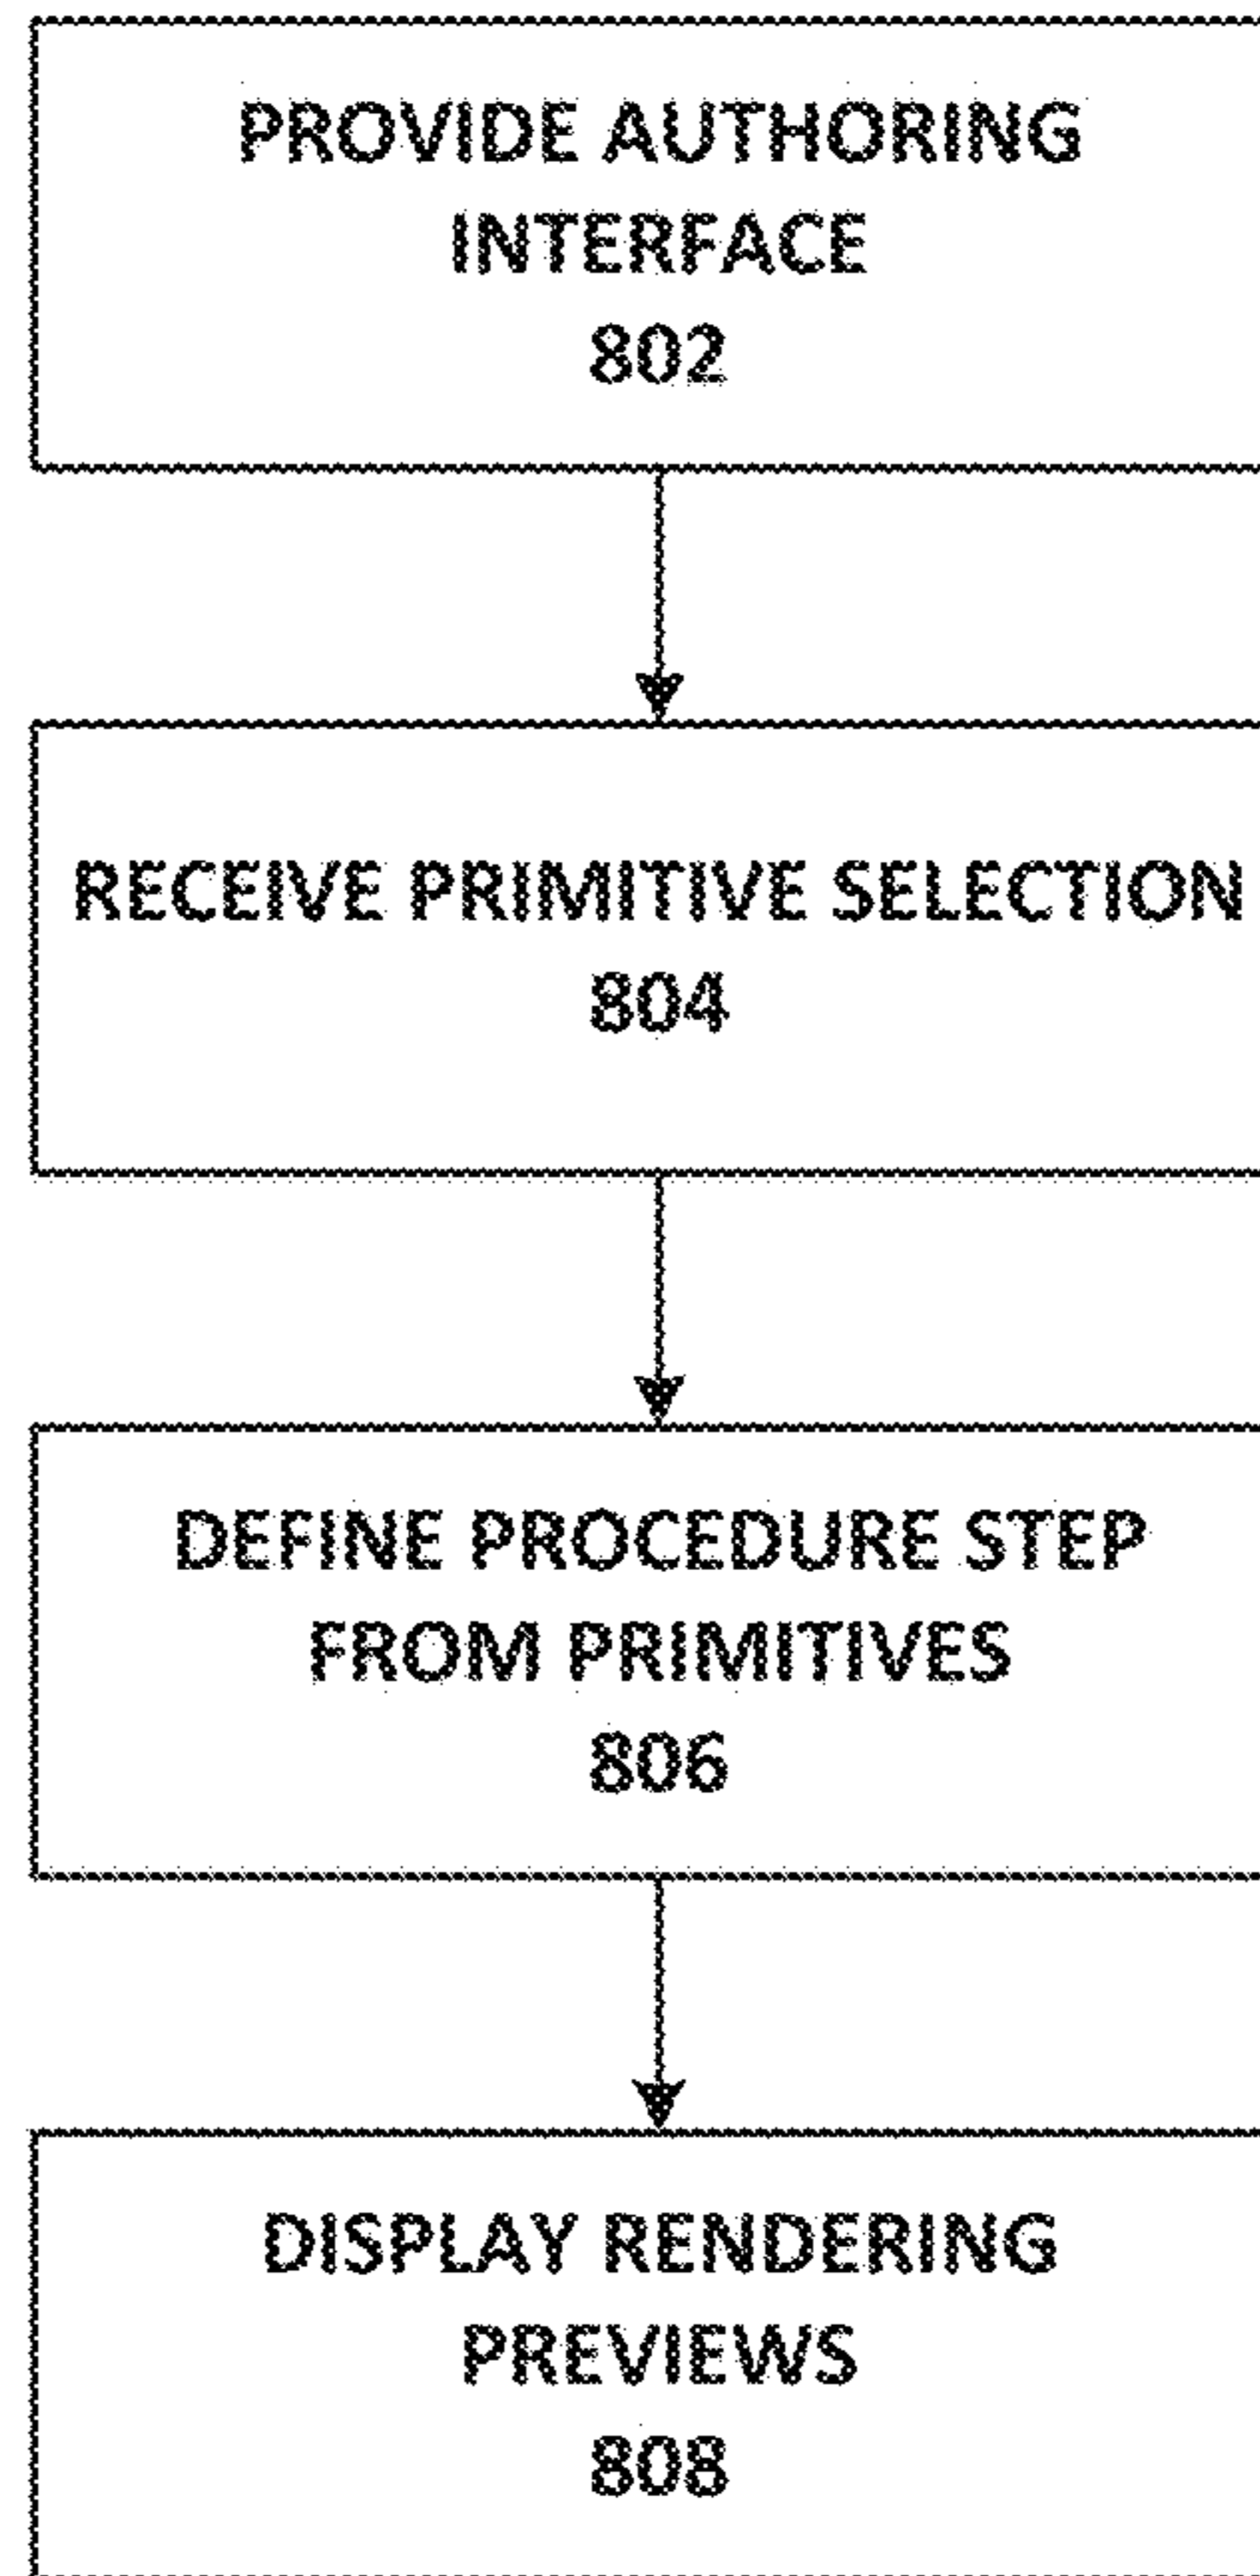 PROVIDE AUTHORING
INTERFACE
802
RECEIVE PRIMITIVE SELECTION
804
DEFINE PROCEDURE STEP
FROM PRIMITIVES
806
DISPLAY RENDERING
PREVIEWS
808